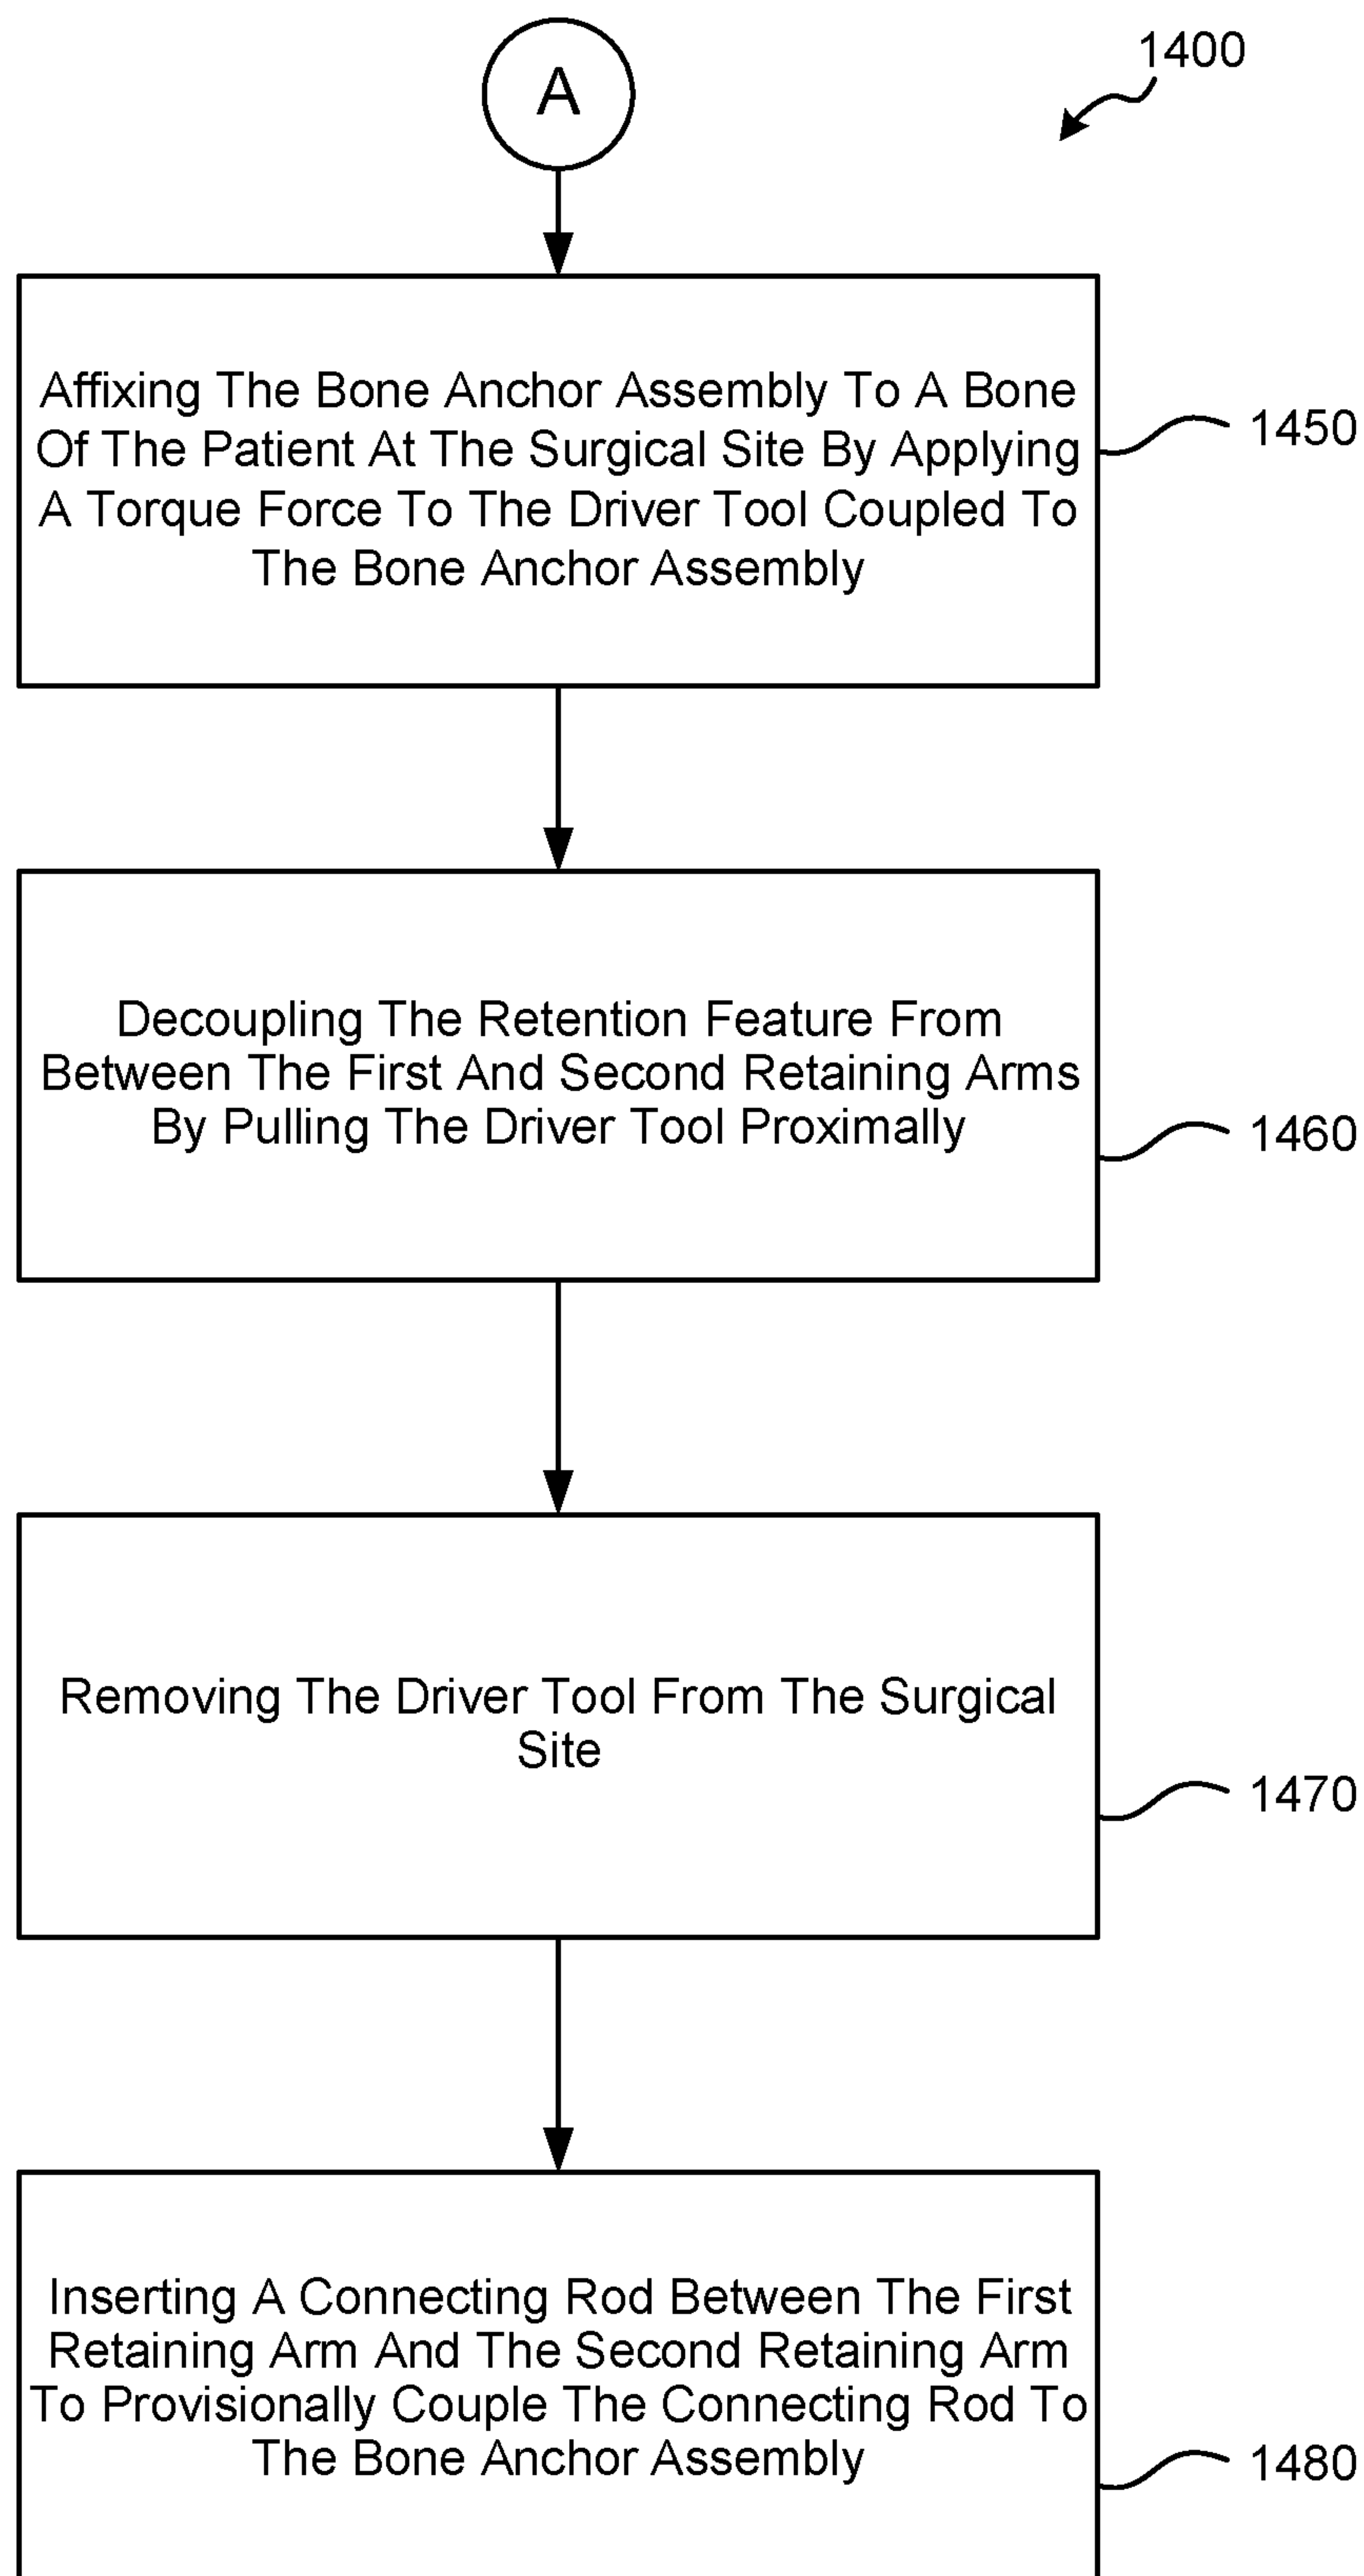 A
1400
Affixing The Bone Anchor Assembly To A Bone
Of The Patient At The Surgical Site By Applying
A Torque Force To The Driver Tool Coupled To
The Bone Anchor Assembly
1450
Decoupling The Retention Feature From
Between The First And Second Retaining Arms
By Pulling The Driver Tool Proximally
1460
Removing The Driver Tool From The Surgical
Site
1470
Inserting A Connecting Rod Between The First
Retaining Arm And The Second Retaining Arm
To Provisionally Couple The Connecting Rod To
The Bone Anchor Assembly
1480